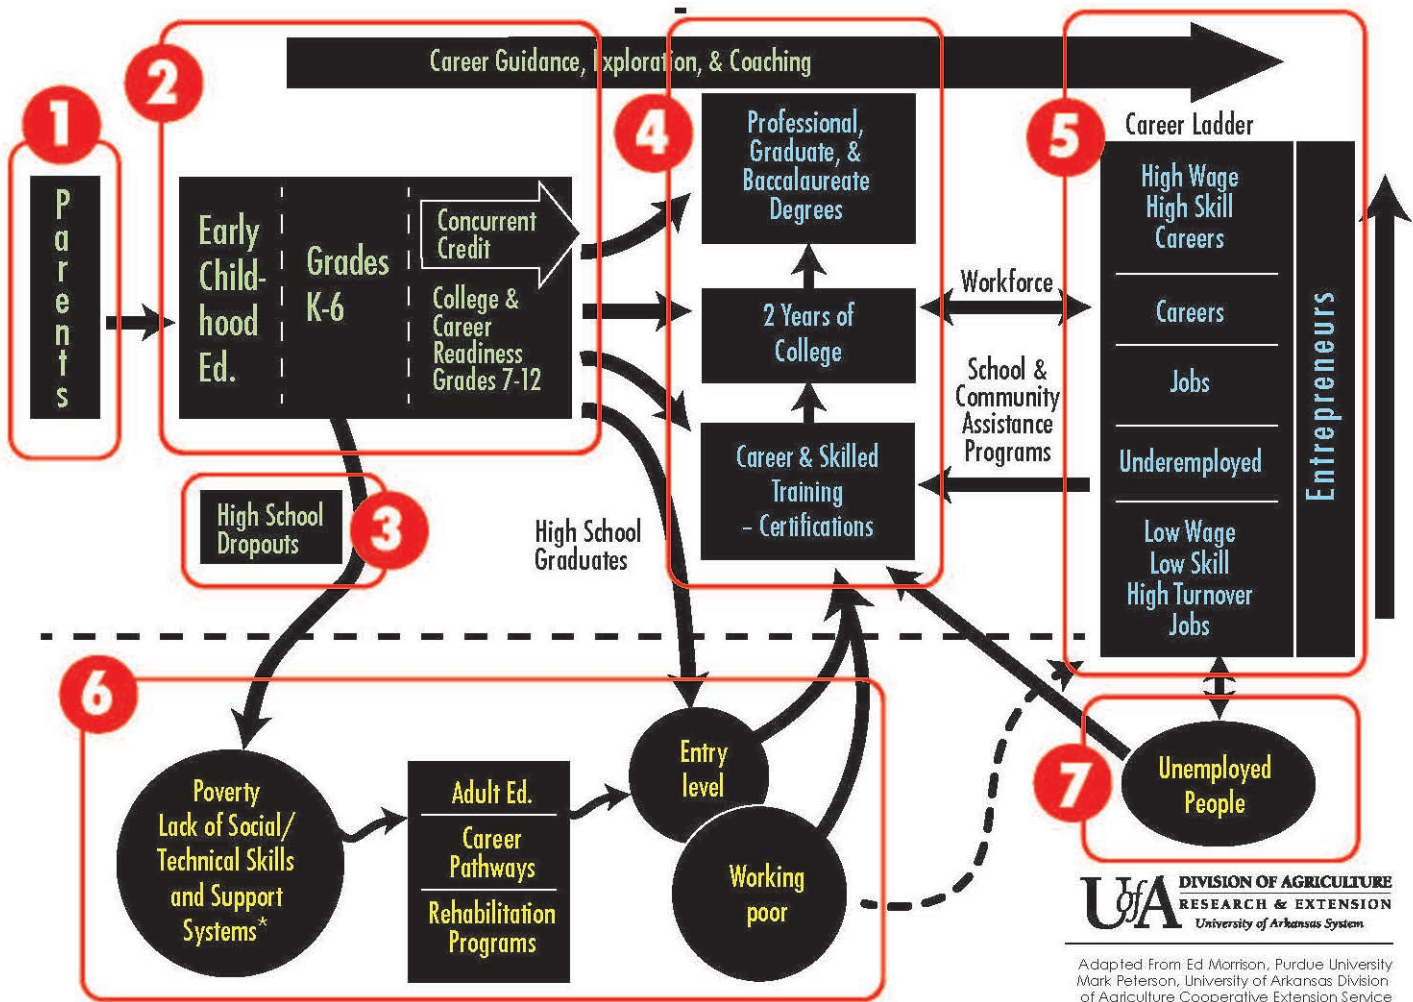 Career Guidance, Exploration, & Coaching
1
Parents
2
Early
Child-
hood
Ed.
Grades
K-6
Concurrent
Credit
College &
Career
Readiness
Grades 7-12
3
High School
Dropouts
High School
Graduates
4
Professional,
Graduate, &
Baccalaureate
Degrees
2 Years of
College
Career & Skilled
Training
– Certifications
Workforce
School &
Community
Assistance
Programs
5
Career Ladder
High Wage
High Skill
Careers
Careers
Jobs
Underemployed
Low Wage
Low Skill
High Turnover
Jobs
Entrepreneurs
6
Poverty
Lack of Social/
Technical Skills
and Support
Systems*
Adult Ed.
Career
Pathways
Rehabilitation
Programs
Entry
level
Working
poor
7
Unemployed
People
UofA
DIVISION OF AGRICULTURE
RESEARCH & EXTENSION
University of Arkansas System
Adapted From Ed Morrison, Purdue University
Mark Peterson, University of Arkansas Division
of Agriculture Cooperative Extension Service